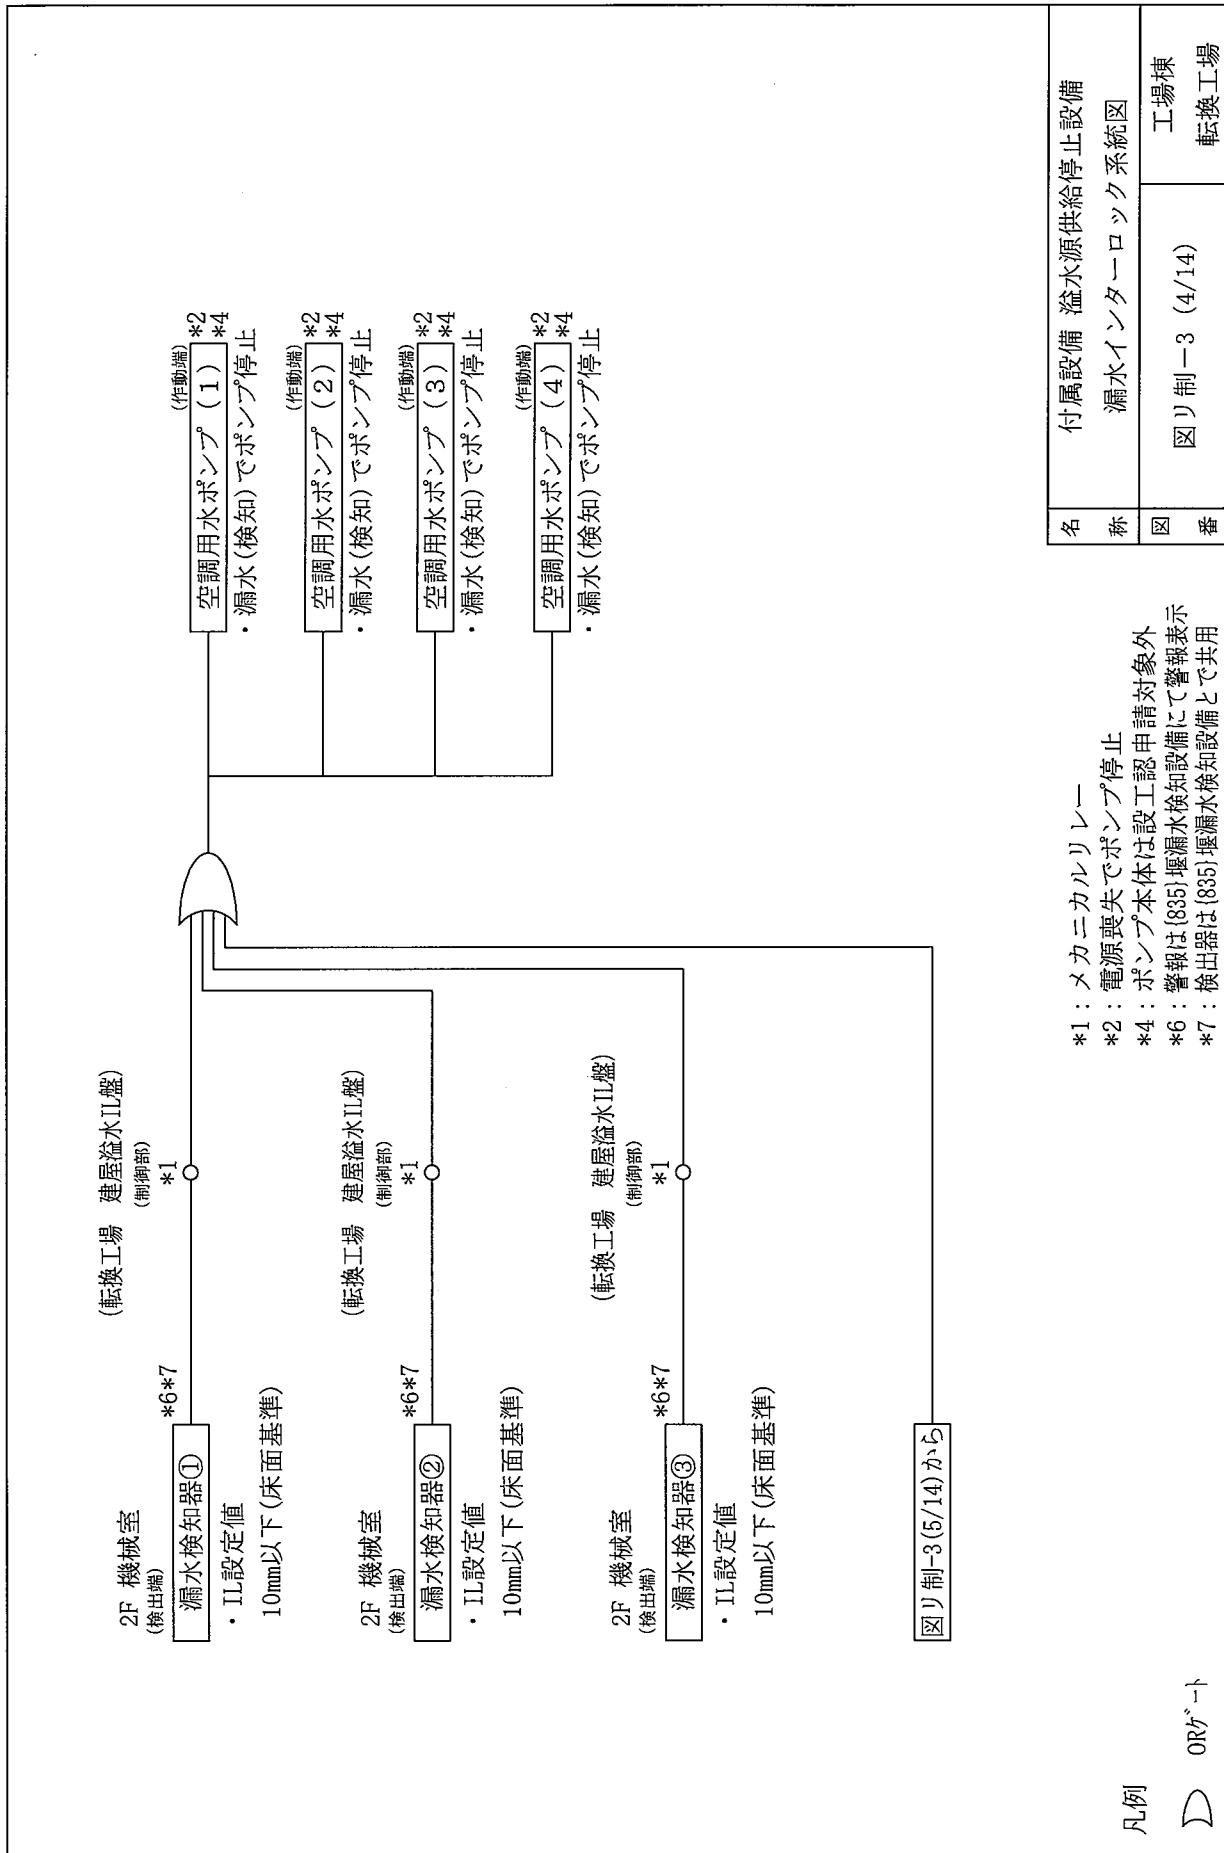 2F 機械室
(検出端)
漏水検知器①
*6*7
・IL設定値
10mm以下(床面基準)
(転換工場 建屋溢水IL盤)
(制御部)
*1
2F 機械室
(検出端)
漏水検知器②
*6*7
・IL設定値
10mm以下(床面基準)
(転換工場 建屋溢水IL盤)
(制御部)
*1
2F 機械室
(検出端)
漏水検知器③
*6*7
・IL設定値
10mm以下(床面基準)
(転換工場 建屋溢水IL盤)
(制御部)
*1
図リ制-3(5/14)から
(作動端)
空調用水ポンプ(1)
*2
*4
・漏水(検知)でポンプ停止
(作動端)
空調用水ポンプ(2)
*2
*4
・漏水(検知)でポンプ停止
(作動端)
空調用水ポンプ(3)
*2
*4
・漏水(検知)でポンプ停止
(作動端)
空調用水ポンプ(4)
*2
*4
・漏水(検知)でポンプ停止
凡例
ORゲート
*1:メカニカルリレー
*2:電源喪失でポンプ停止
*4:ポンプ本体は設工認申請対象外
*6:警報は{835}堰漏水検知設備にて警報表示
*7:検出器は{835}堰漏水検知設備とで共用
名称
付属設備 溢水源供給停止設備
漏水インターロック系統図
図番
図リ制-3 (4/14)
工場棟
転換工場